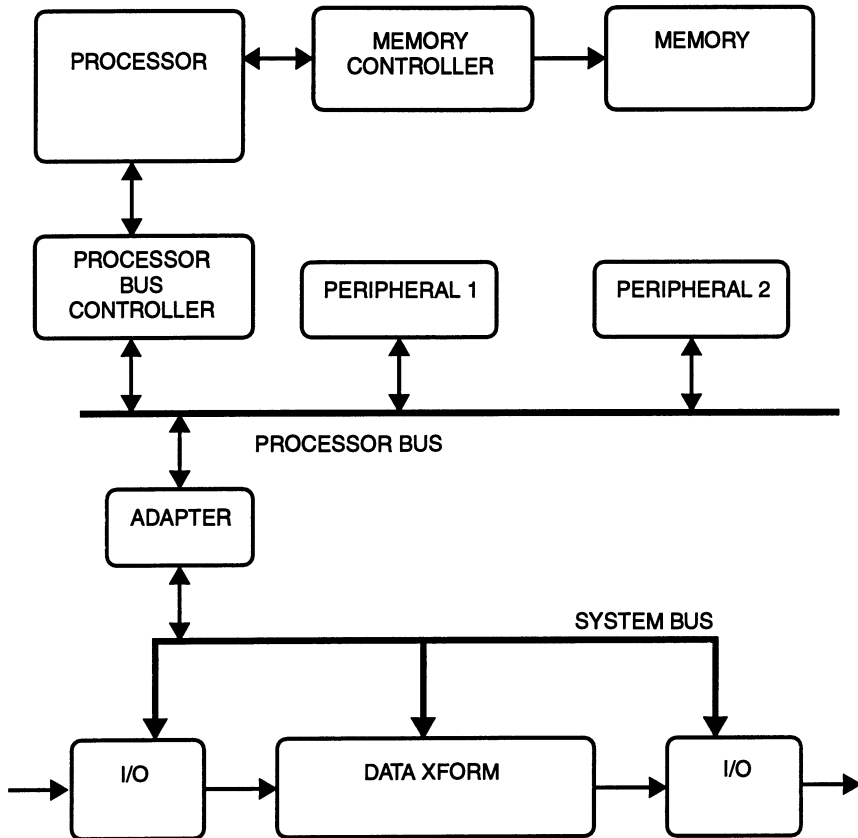 PROCESSOR
MEMORY
CONTROLLER
MEMORY
PROCESSOR
BUS
CONTROLLER
PERIPHERAL 1
PERIPHERAL 2
PROCESSOR BUS
ADAPTER
SYSTEM BUS
I/O
DATA XFORM
I/O